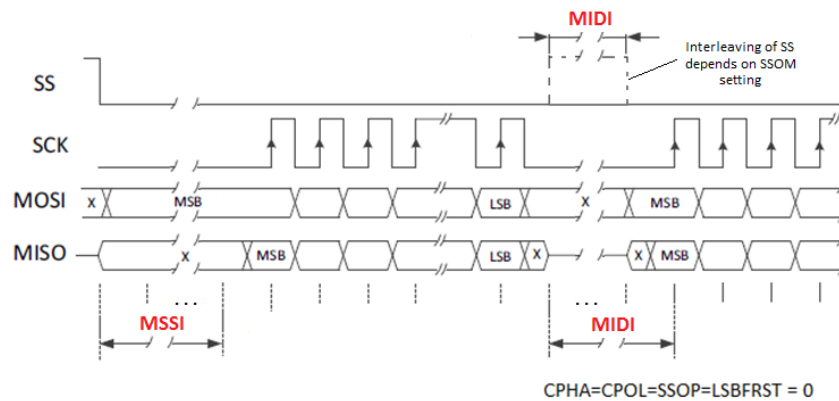 MIDI
Interleaving of SS
depends on SSOM
setting
SS
SCK
MOSI
X
MSB
LSB
X
MSB
MISO
X
MSB
LSB
X
X
MSB
...
...
MSSI
MIDI
CPHA=CPOL=SSOP=LSBFRST = 0